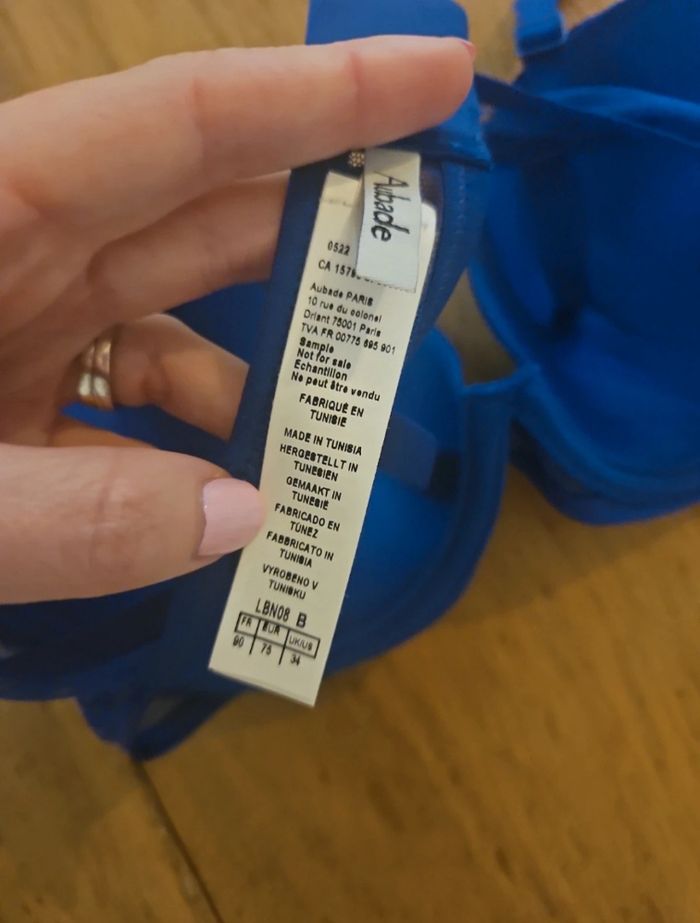 Aubade
0522
CA
Aubade PARIS
10 rue du colonel
Driant 75001 Paris
TVA FR 00775 695 901
Sample
Not for sale
Echantillon
Ne peut être vendu
FABRIQUÉ EN
TUNISIE
MADE IN TUNISIA
HERGESTELLT IN
TUNESIEN
GEMAAKT IN
TUNESIË
FABRICADO EN
TÚNEZ
FABBRICATO IN
TUNISIA
VYROBENO V
TUNISKU
LBN08 B
FR EUR UK/US
90 75 34